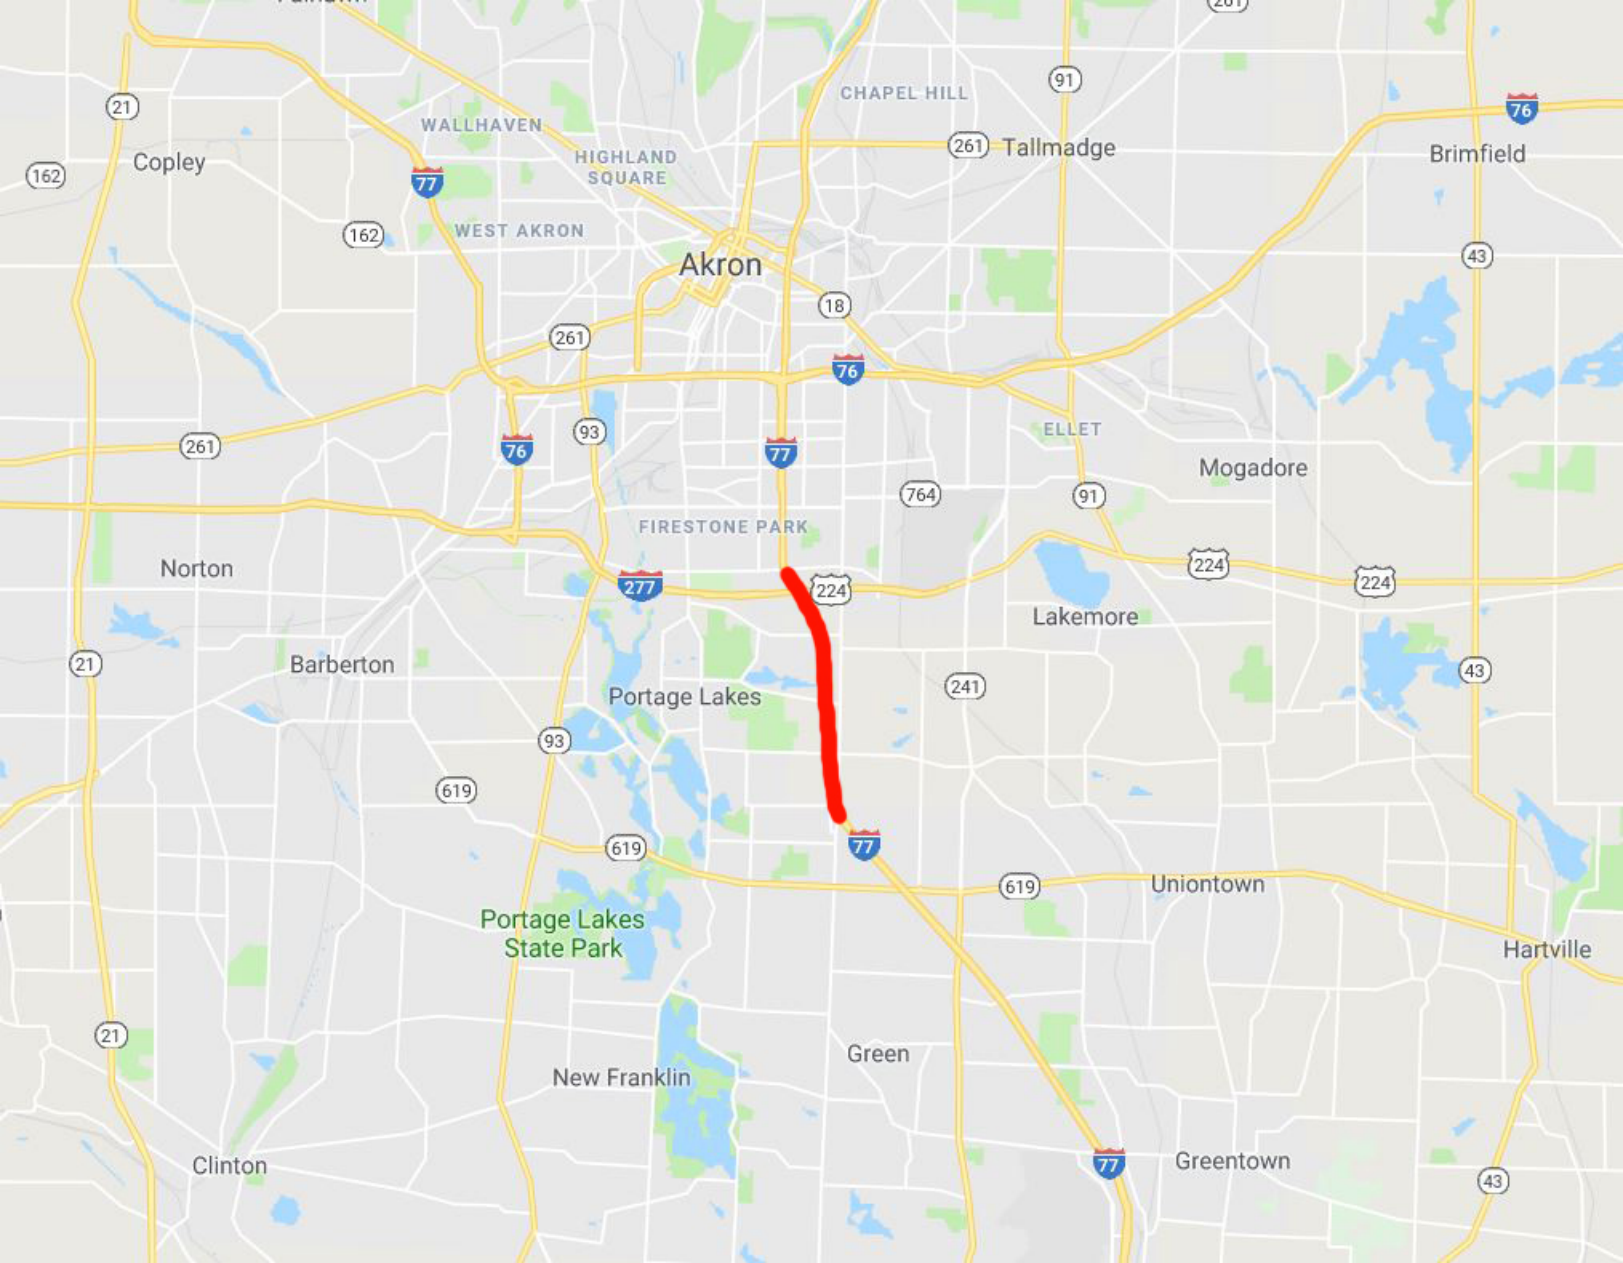 261
91
CHAPEL HILL
76
21
WALLHAVEN
261
Tallmadge
Brimfield
Copley
HIGHLAND
SQUARE
162
77
162
WEST AKRON
43
Akron
18
261
76
93
ELLET
261
76
77
Mogadore
764
91
FIRESTONE PARK
Norton
224
224
277
224
Lakemore
21
Barberton
43
241
Portage Lakes
93
619
77
619
619
Uniontown
Portage Lakes
State Park
Hartville
21
Green
New Franklin
Clinton
77
Greentown
43